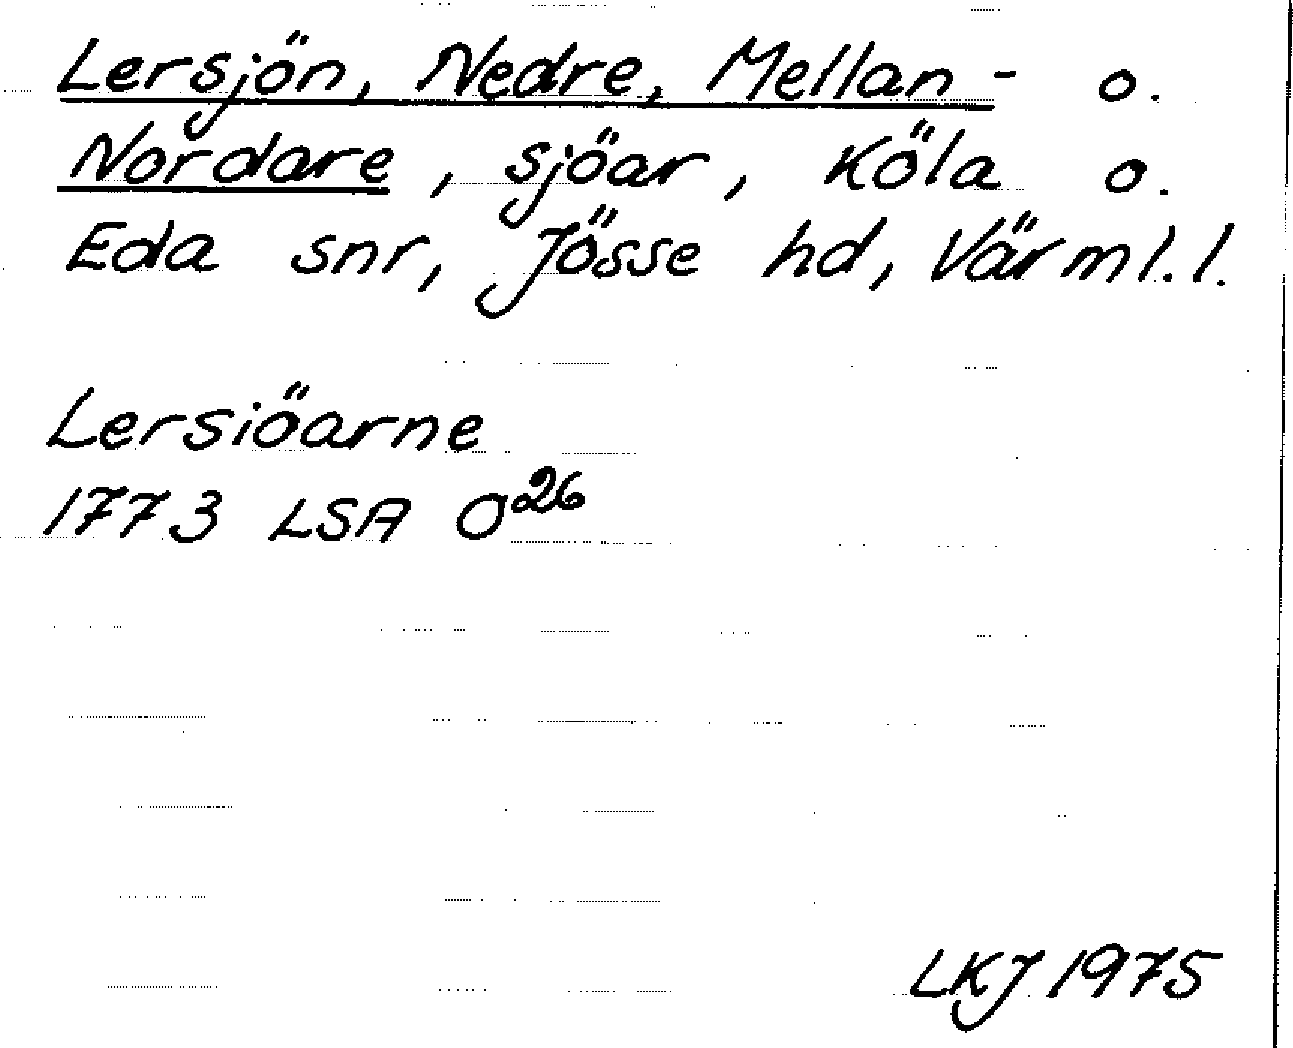 Lersjön, Nedre, Mellan- o.
Nordare, sjöar, Köla o.
Eda snr, Jösse hd, Värml.l.
Lersiöarne
1773 LSA O²⁶
LKJ 1975